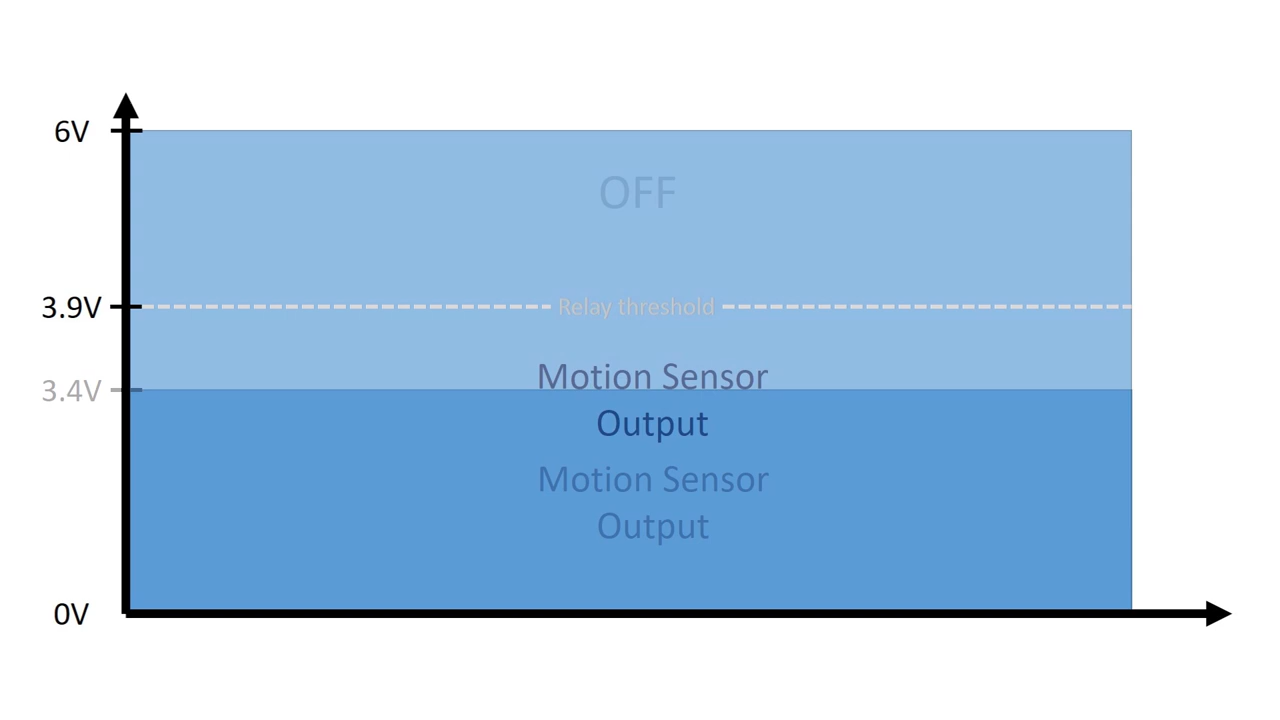 6V
OFF
3.9V
Relay threshold
Motion Sensor
3.4V
Output
Motion Sensor
Output
0V